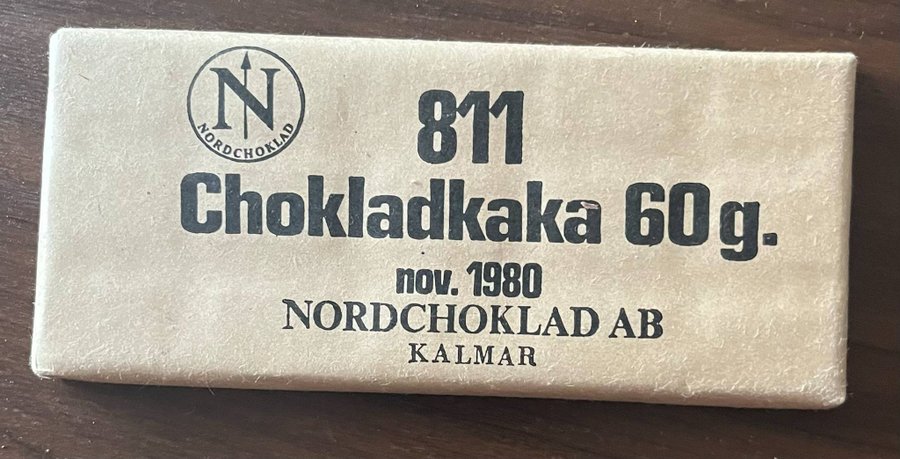 N
NORDCHOKLAD
811
Chokladkaka 60 g.
nov. 1980
NORDCHOKLAD AB
KALMAR